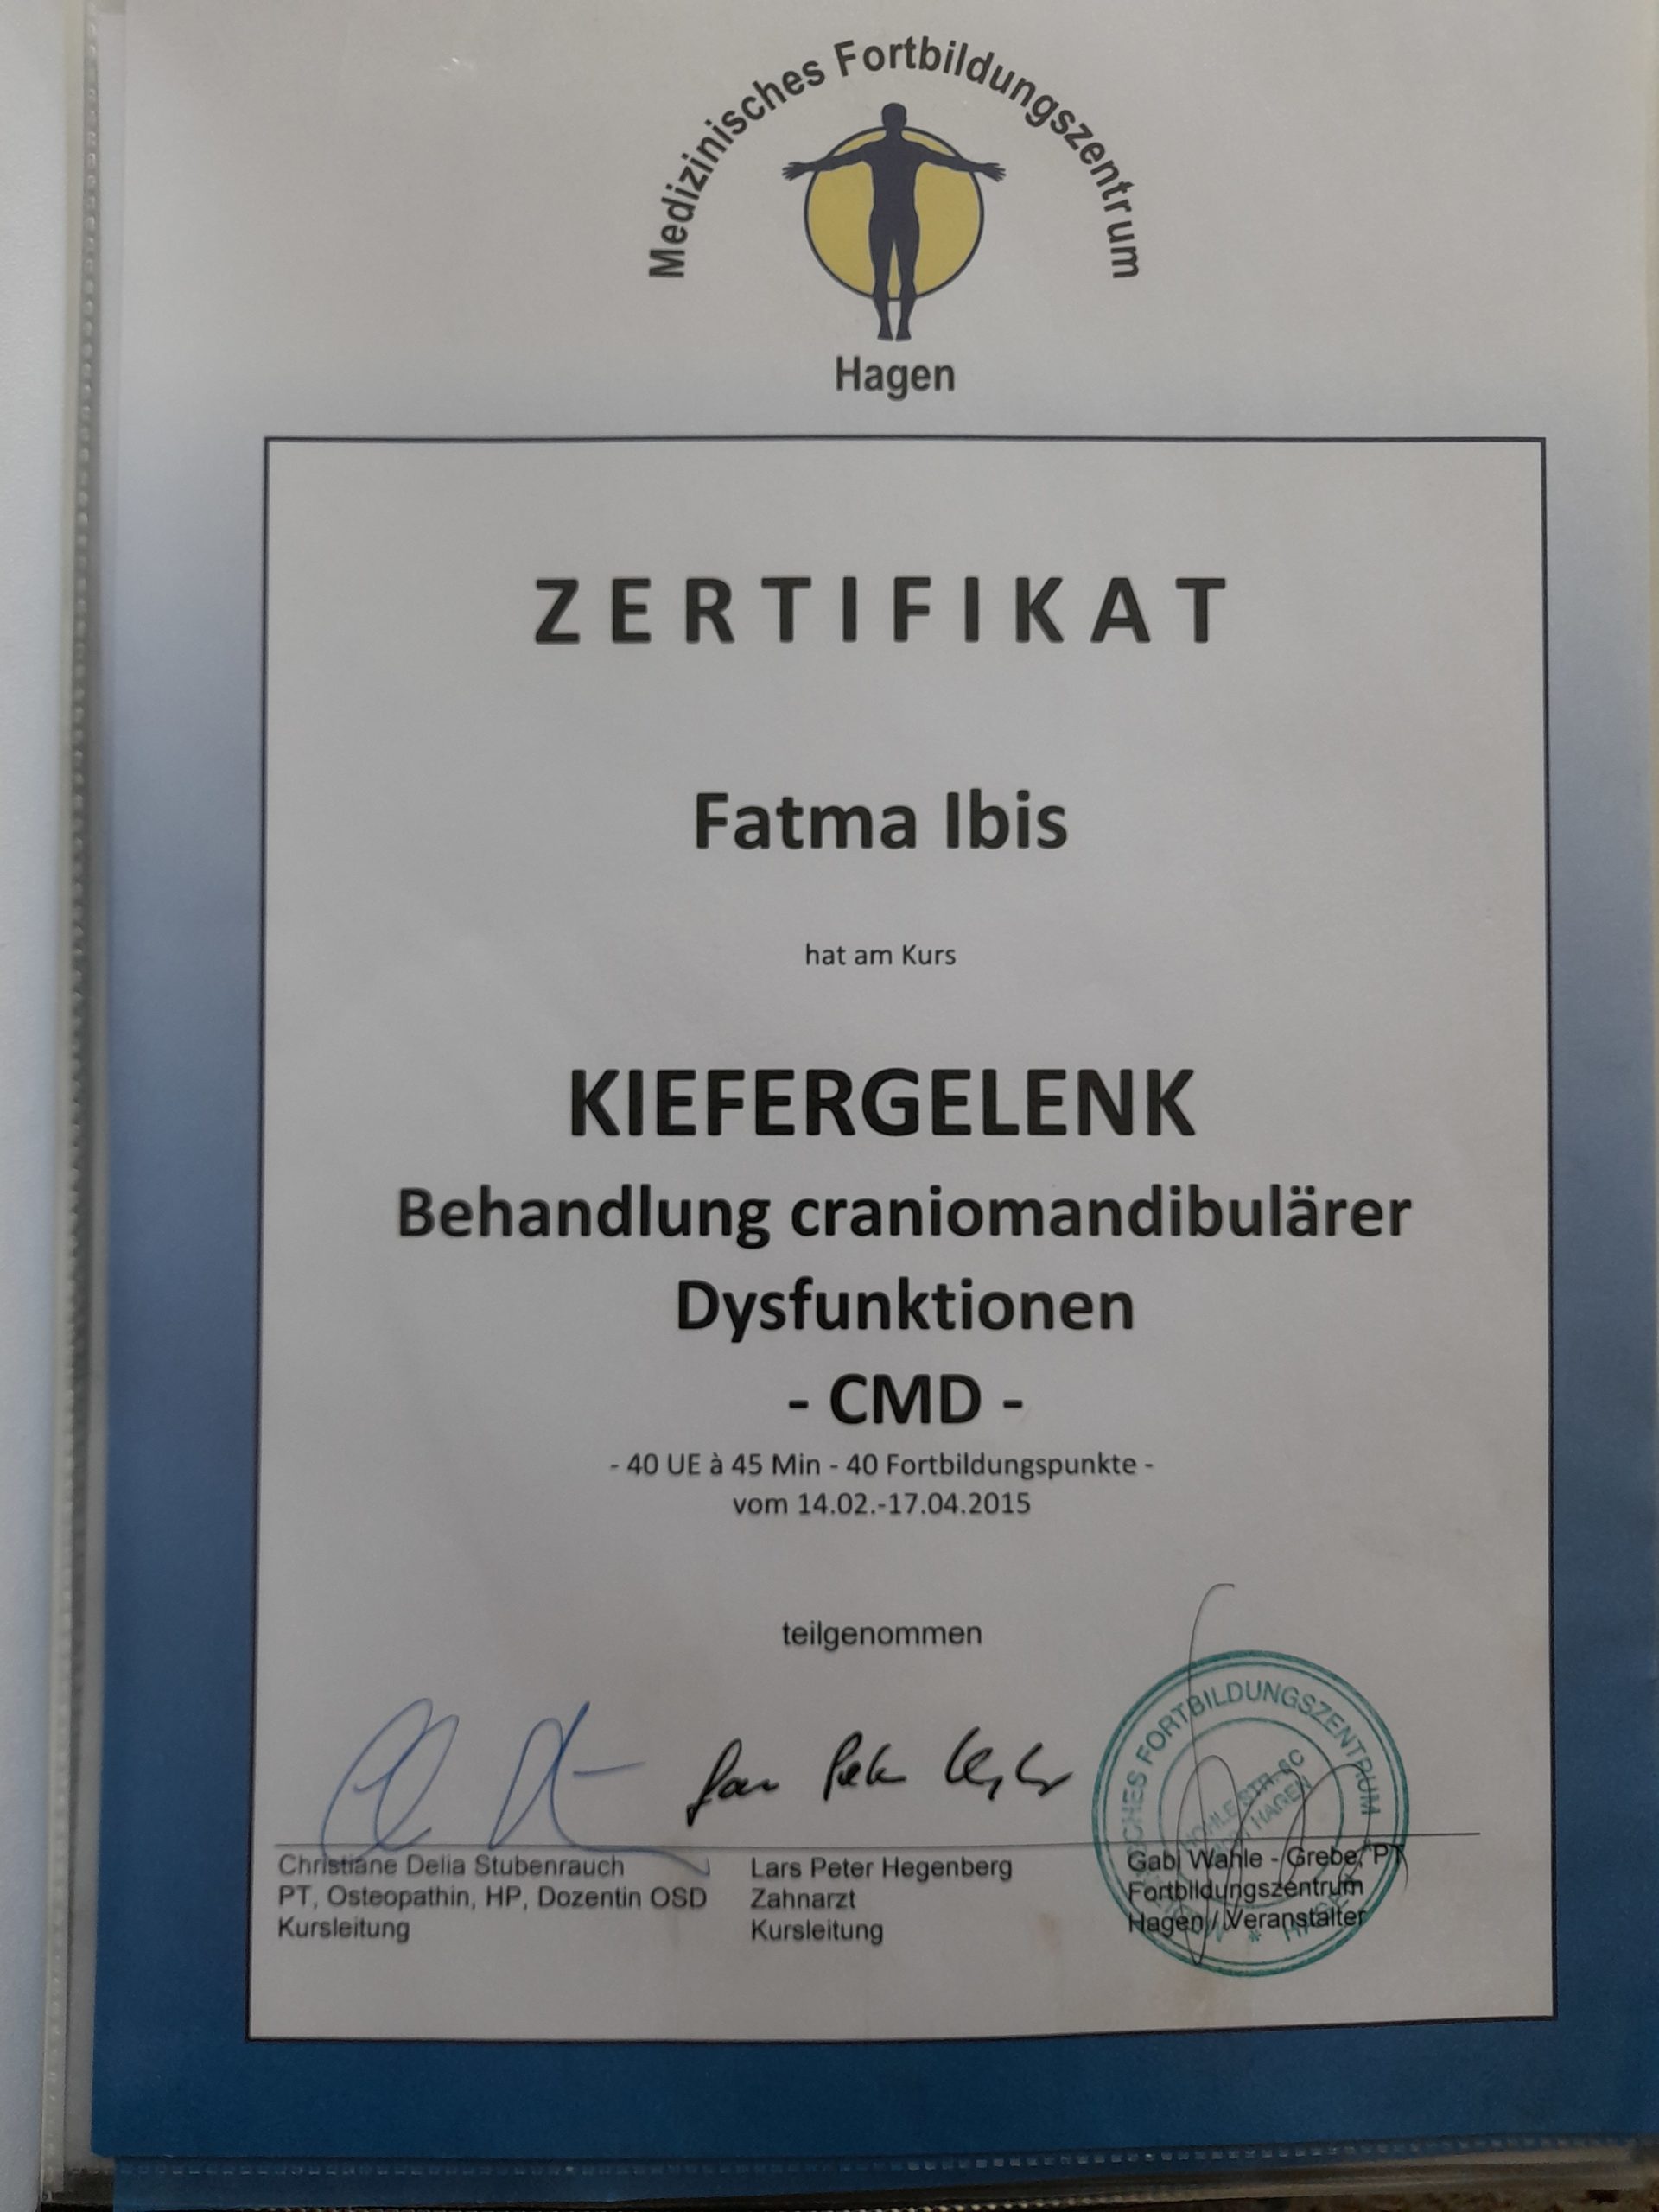 Medizinisches Fortbildungszentrum
Hagen
ZERTIFIKAT
Fatma Ibis
hat am Kurs
KIEFERGELENK
Behandlung craniomandibulärer
Dysfunktionen
- CMD -
- 40 UE à 45 Min - 40 Fortbildungspunkte -
vom 14.02.-17.04.2015
teilgenommen
Christiane Delia Stubenrauch
PT, Osteopathin, HP, Dozentin OSD
Kursleitung
Lars Peter Hegenberg
Zahnarzt
Kursleitung
Gabi Wahle - Grebe, PT
Fortbildungszentrum
Hagen / Veranstalter
FORTBILDUNGSZENTRUM
STR. 6C
HAGEN